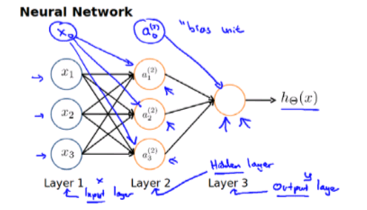 Neural Network
x₀ a₀⁽²⁾ "bias unit
x₁ a₁⁽²⁾
x₂ a₂⁽²⁾ h_Θ(x)
x₃ a₃⁽²⁾
Hidden layer
Layer 1 x Layer 2 Layer 3 y
Input layer Output layer